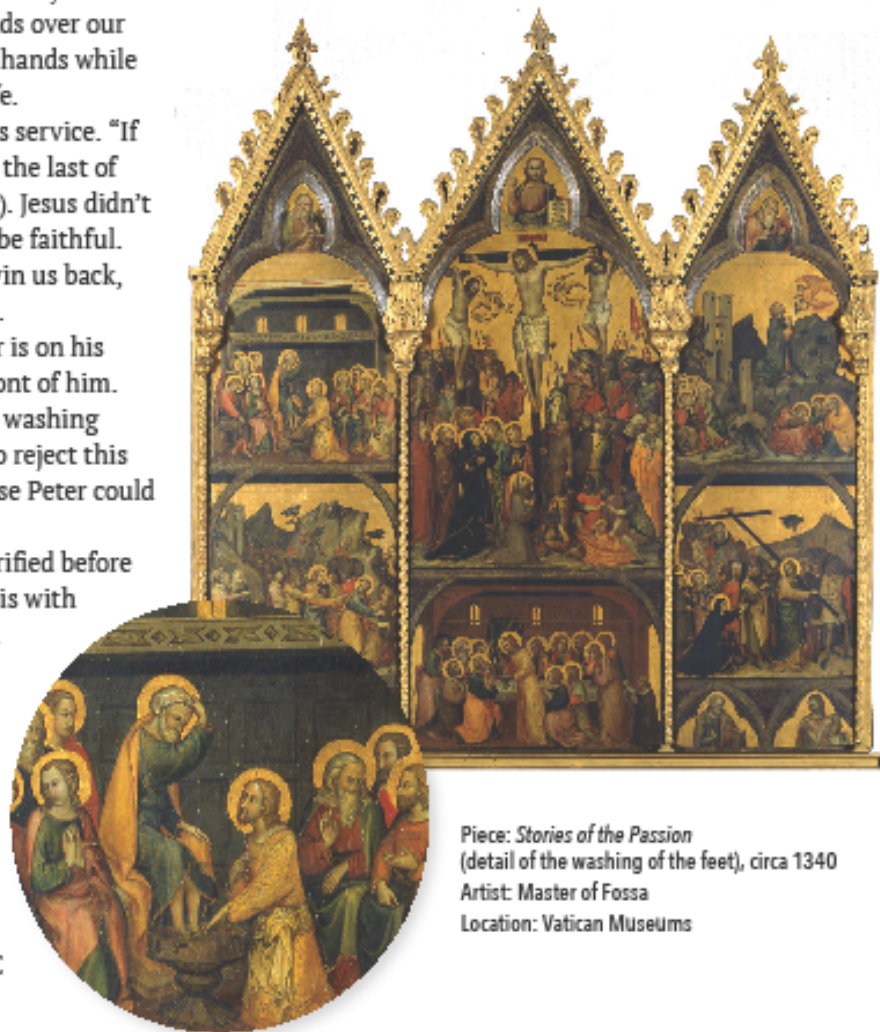 ds over our
hands while
fe.
s service. “If
the last of
). Jesus didn’t
be faithful.
vin us back,
.
r is on his
ont of him.
washing
o reject this
se Peter could
rified before
is with
Piece: Stories of the Passion
(detail of the washing of the feet), circa 1340
Artist: Master of Fossa
Location: Vatican Museums